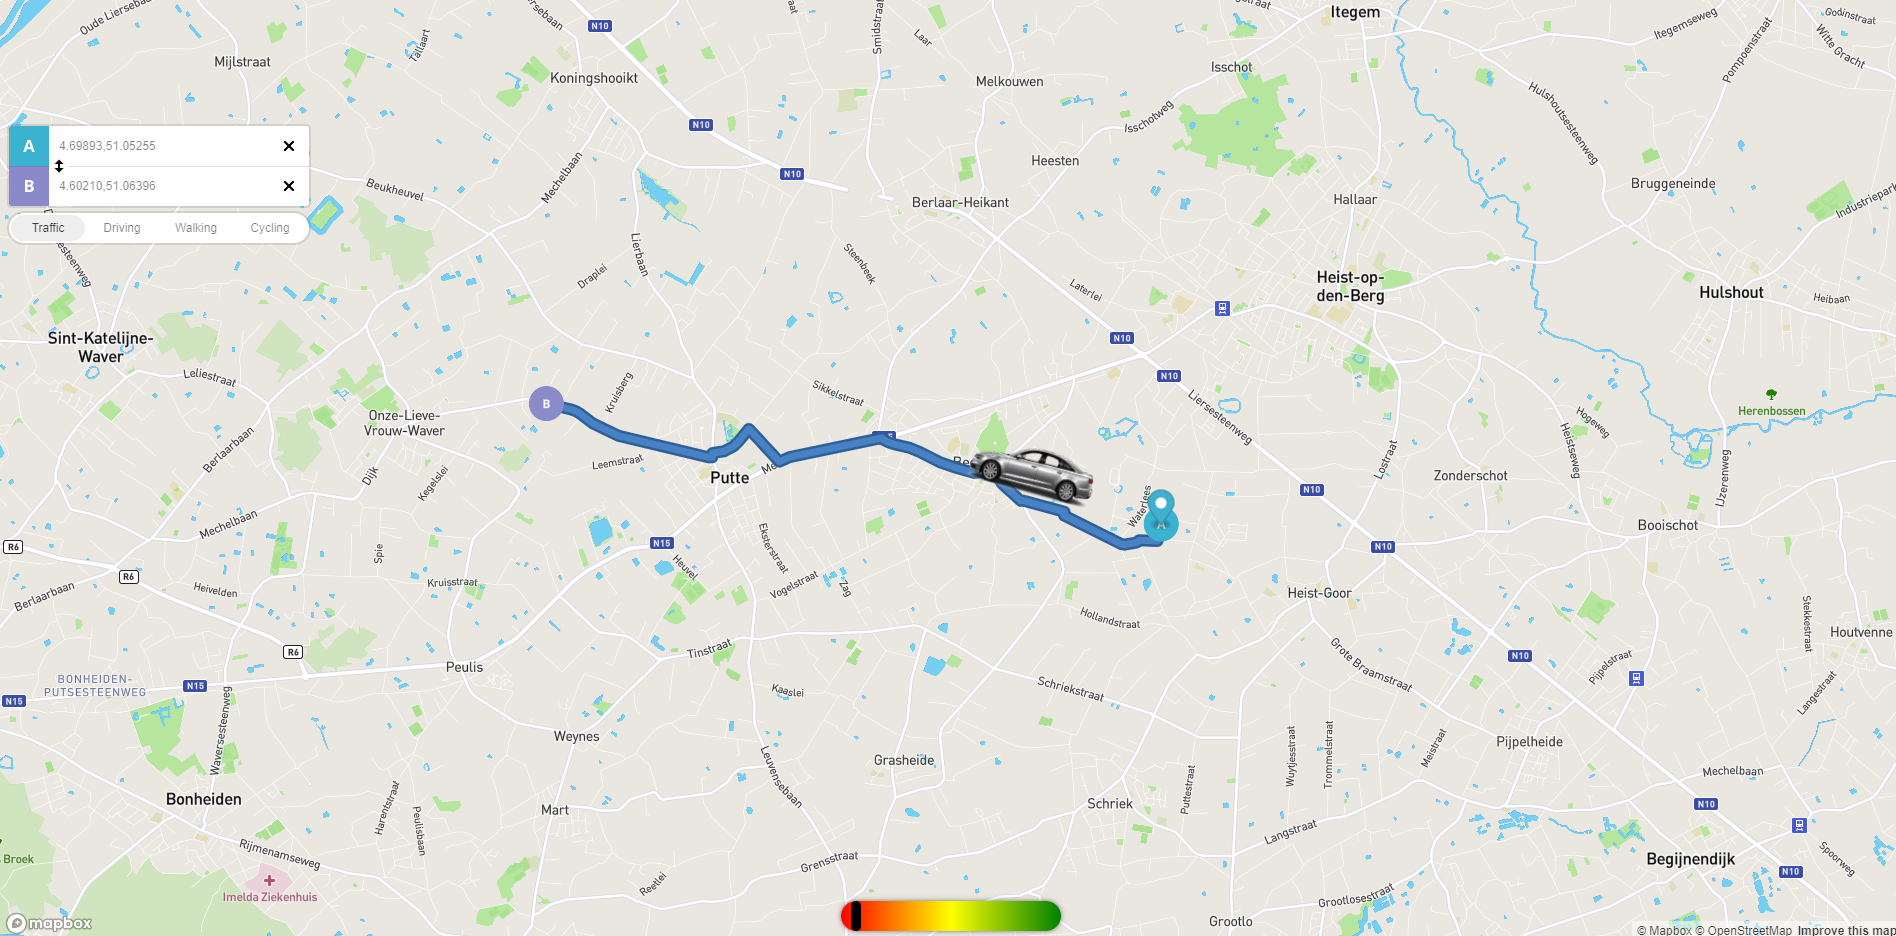 Itegem
Oude Liersebaan
Liersebaan
N10
Tallaart
Smidstraat
Laar
Itegemseweg
Godinstraat
Witte Gracht
Pompenstraat
Mijlstraat
Koningshooikt
Melkouwen
Isschot
Hulshoutsesteenweg
Isschotweg
N10
A
4.69893,51.05255
B
4.60210,51.06396
Traffic
Driving
Walking
Cycling
Mechelbaan
N10
Heesten
Beukheuvel
Berlaar-Heikant
Hallaar
Bruggeneinde
Industriepark
Lierbaan
Steenbeek
Draplei
Laterlei
Heist-op-
den-Berg
Hulshout
Heibaan
Sint-Katelijne-
Waver
N10
Leliestraat
Kruisberg
Sikkelstraat
N10
Liersesteenweg
Herenbossen
Onze-Lieve-
Vrouw-Waver
B
Hogeweg
Heistseweg
Berlaarbaan
Dijk
Kegelslei
Leemstraat
Putte
Lostraat
Zonderschot
IJzerenweg
N10
Waterlees
A
Mechelbaan
Booischot
Eksterstraat
R6
Spie
N15
N10
Heuvel
R6
Kruisstraat
Vogelstraat
Zag
Heivelden
Berlaarbaan
Heist-Goor
Hollandstraat
Stekkestraat
Houtvenne
R6
Tinstraat
Grote Braamstraat
N10
Pijpelstraat
Peulis
BONHEIDEN-
PUTSESTEENWEG
N15
N15
Kaaslei
Schriekstraat
Langestraat
Waversesteenweg
Weynes
Wuytjesstraat
Trommelstraat
Meistraat
Pijpelheide
Grasheide
Leuvensebaan
Puttestraat
Mechelbaan
Bonheiden
Harentstraat
Peulisbaan
Mart
Schriek
N10
Langstraat
Rijmenamseweg
Grensstraat
Begijnendijk
Spoorweg
s Broek
Reetlei
N10
Imelda Ziekenhuis
Grootlosestraat
Grootlo
mapbox
© Mapbox © OpenStreetMap Improve this map